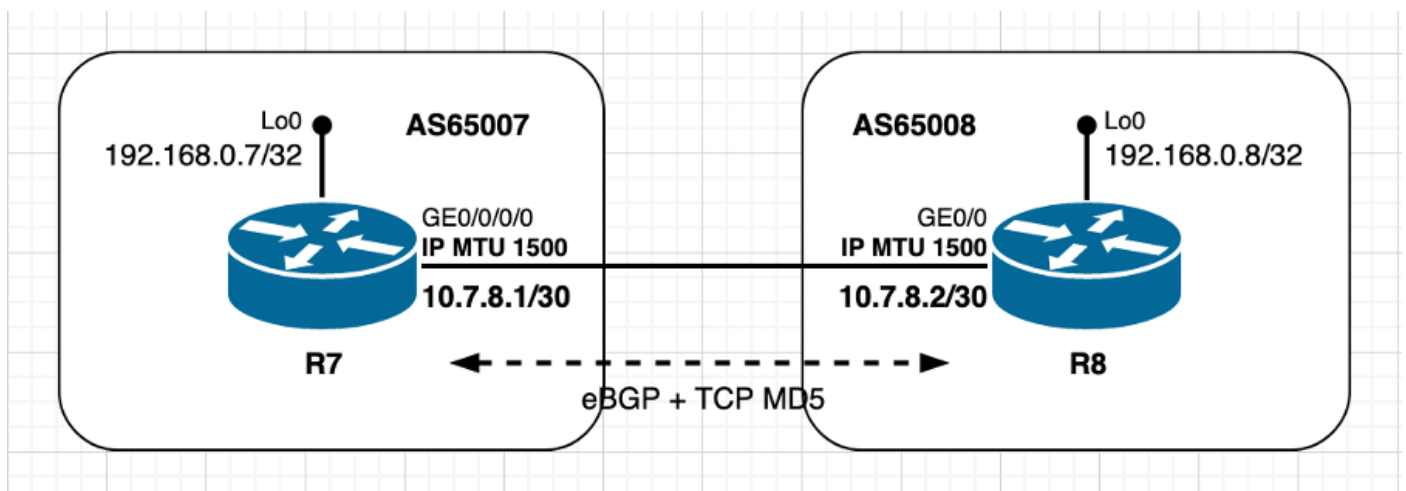 Lo0
192.168.0.7/32
AS65007
GE0/0/0/0
IP MTU 1500
10.7.8.1/30
R7
AS65008
Lo0
192.168.0.8/32
GE0/0
IP MTU 1500
10.7.8.2/30
R8
eBGP + TCP MD5